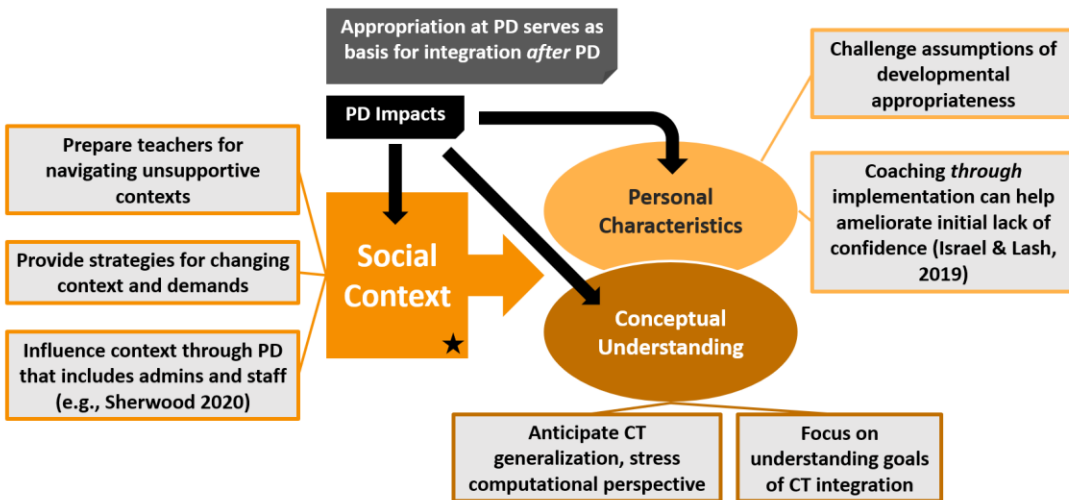 Appropriation at PD serves as
basis for integration after PD
PD Impacts
Prepare teachers for
navigating unsupportive
contexts
Provide strategies for changing
context and demands
Influence context through PD
that includes admins and staff
(e.g., Sherwood 2020)
Social
Context
Personal
Characteristics
Conceptual
Understanding
Challenge assumptions of
developmental
appropriateness
Coaching through
implementation can help
ameliorate initial lack of
confidence (Israel & Lash,
2019)
Anticipate CT
generalization, stress
computational perspective
Focus on
understanding goals
of CT integration